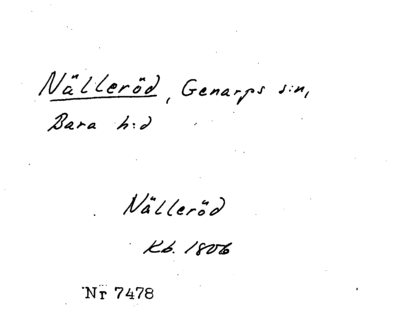 Nälleröd, Genarps s:n,
Bara h:d
Nälleröd
Kb. 1806
Nr 7478